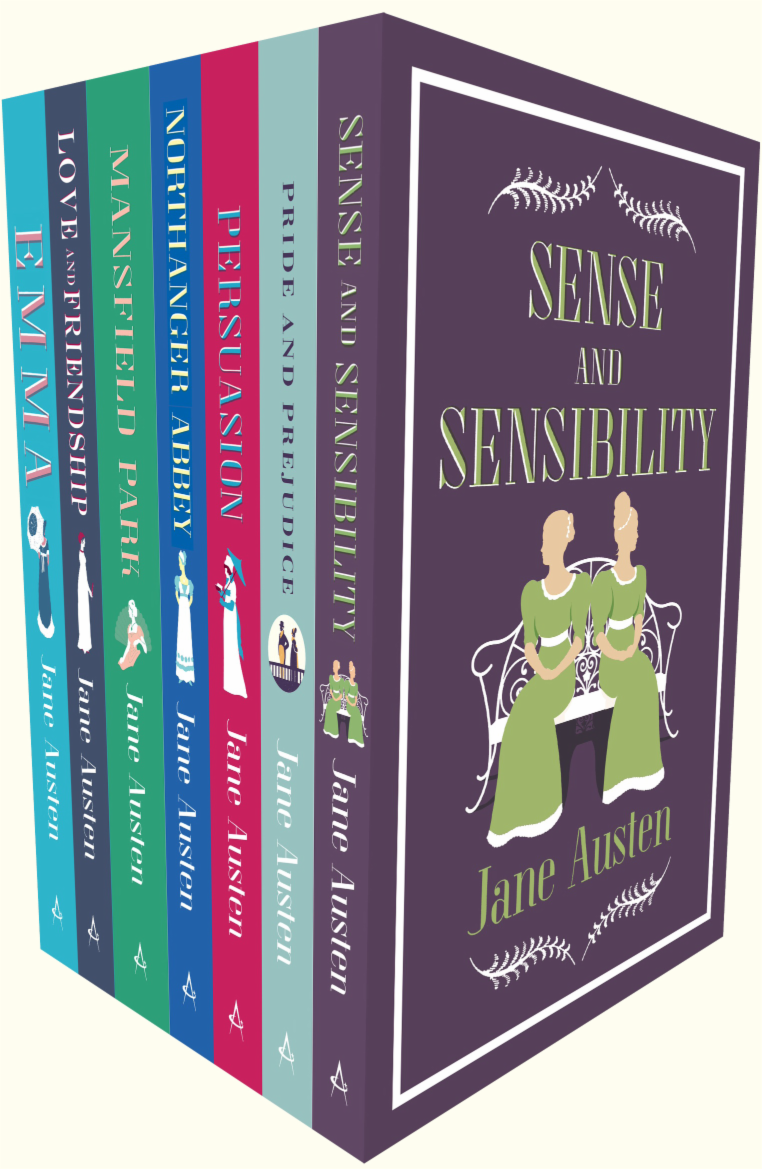 EMMA
Jane Austen
LOVE AND FRIENDSHIP
Jane Austen
MANSFIELD PARK
Jane Austen
NORTHANGER ABBEY
Jane Austen
PERSUASION
Jane Austen
PRIDE AND PREJUDICE
Jane Austen
SENSE AND SENSIBILITY
Jane Austen
SENSE
AND
SENSIBILITY
Jane Austen